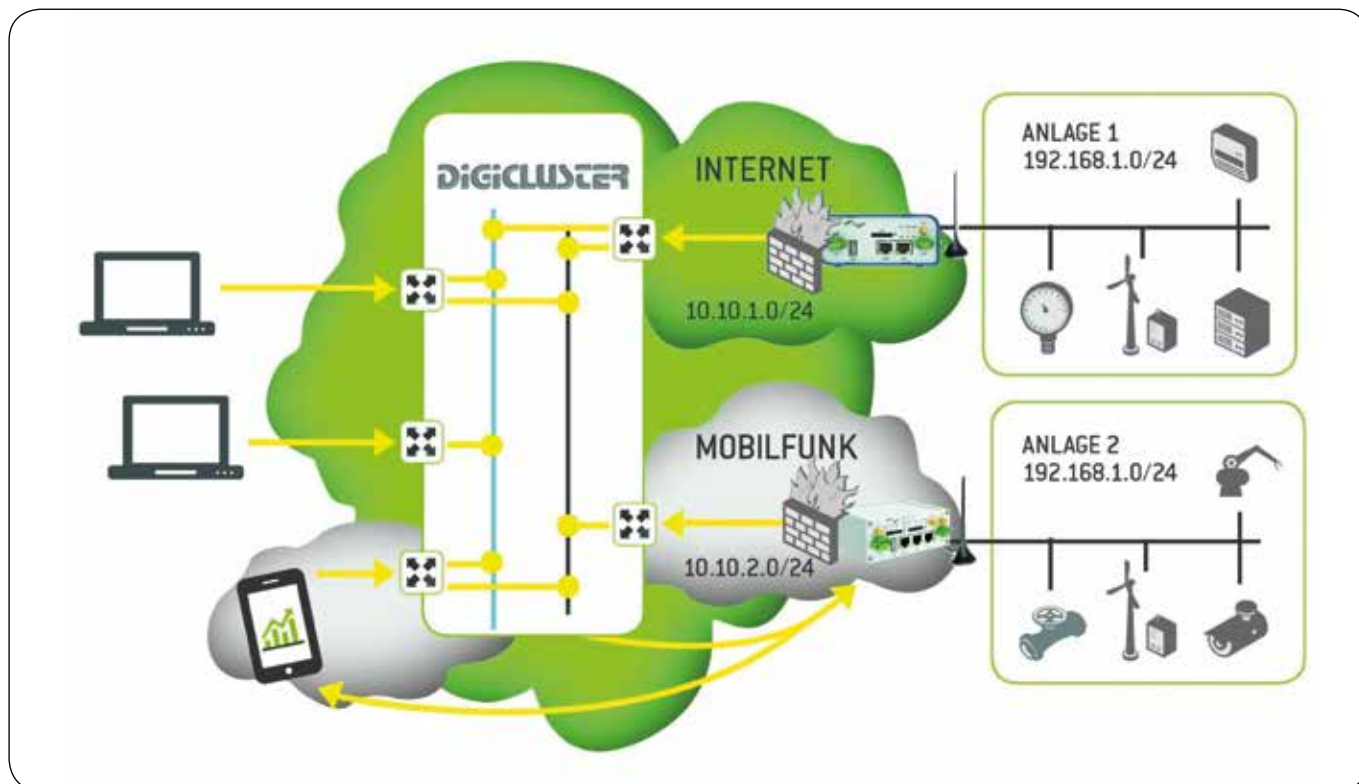 DIGICLUSTER
INTERNET
10.10.1.0/24
ANLAGE 1
192.168.1.0/24
MOBILFUNK
10.10.2.0/24
ANLAGE 2
192.168.1.0/24